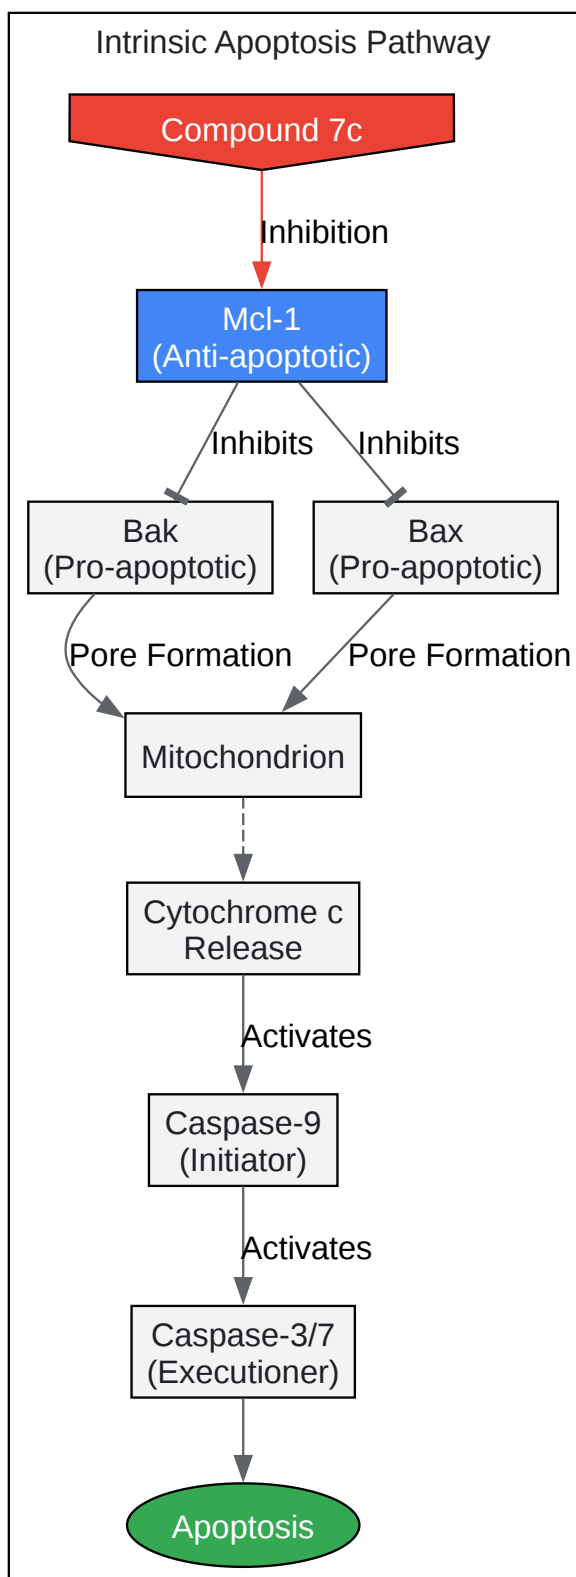 Intrinsic Apoptosis Pathway
Compound 7c
Inhibition
Mcl-1
(Anti-apoptotic)
Inhibits
Inhibits
Bak
(Pro-apoptotic)
Bax
(Pro-apoptotic)
Pore Formation
Pore Formation
Mitochondrion
Cytochrome c
Release
Activates
Caspase-9
(Initiator)
Activates
Caspase-3/7
(Executioner)
Apoptosis